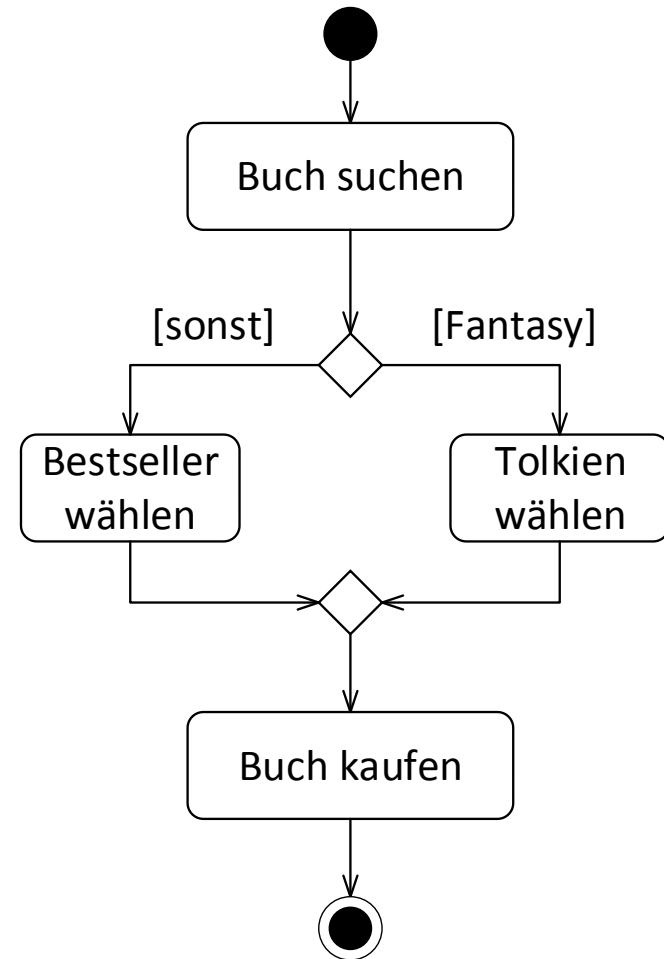 Buch suchen
[sonst]
[Fantasy]
Bestseller
wählen
Tolkien
wählen
Buch kaufen